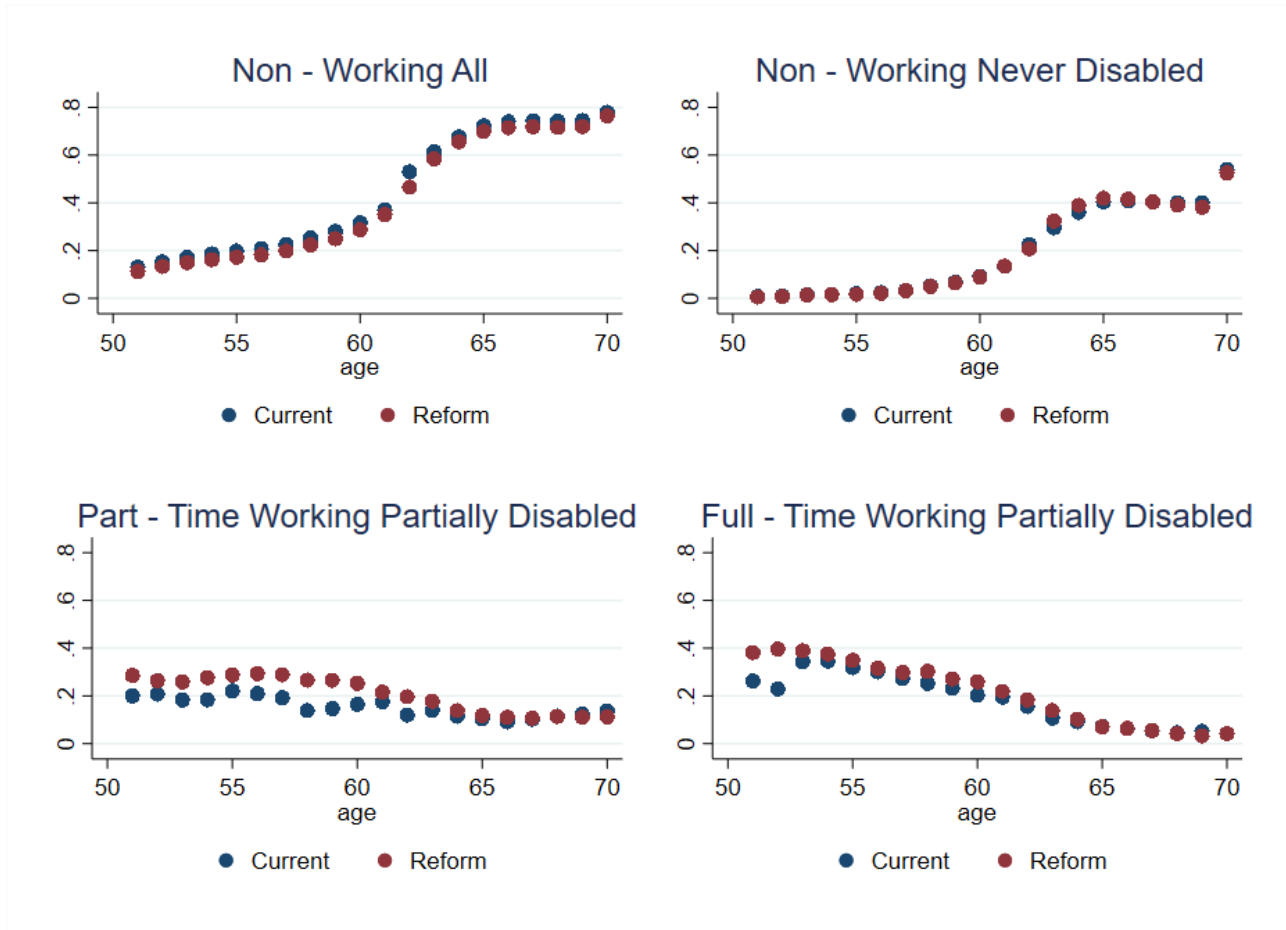 Non - Working All
.8
.6
.4
.2
0
50 55 60 65 70
age
Current Reform
Non - Working Never Disabled
.8
.6
.4
.2
0
50 55 60 65 70
age
Current Reform
Part - Time Working Partially Disabled
.8
.6
.4
.2
0
50 55 60 65 70
age
Current Reform
Full - Time Working Partially Disabled
.8
.6
.4
.2
0
50 55 60 65 70
age
Current Reform